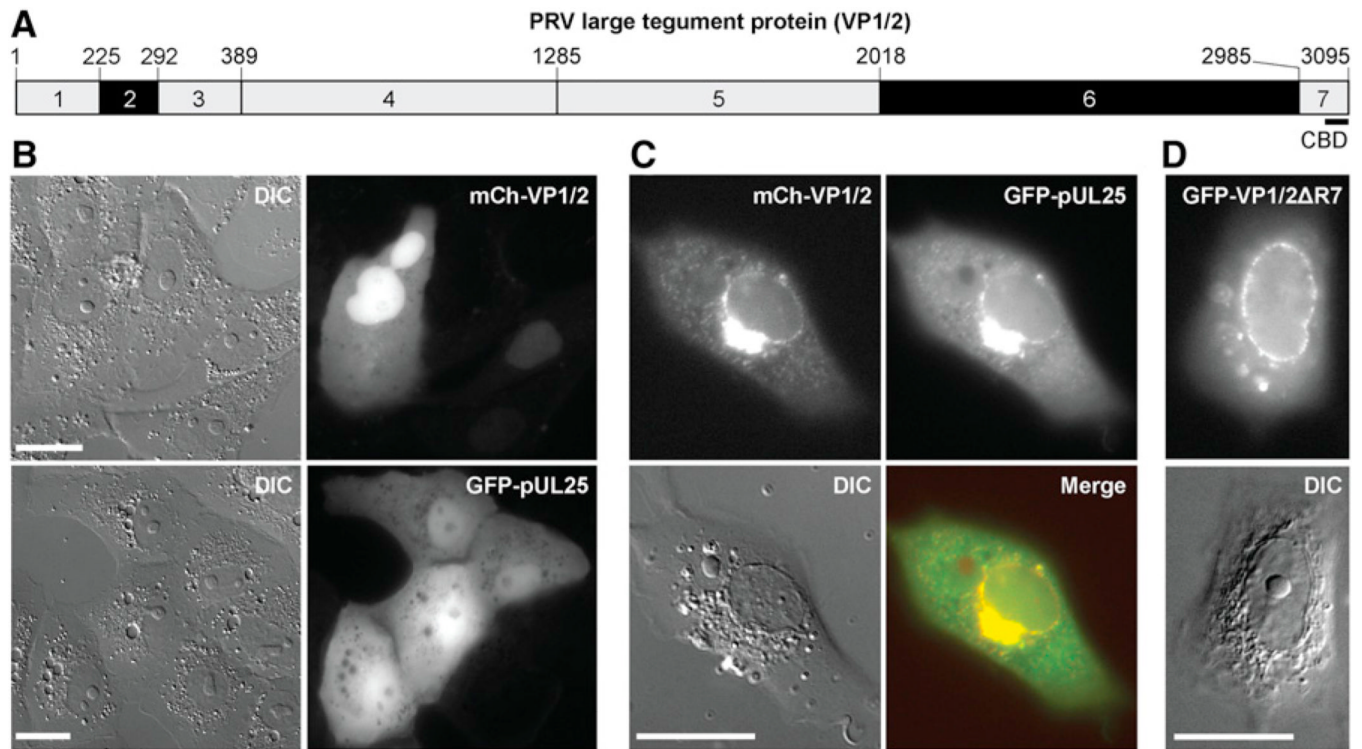 A
PRV large tegument protein (VP1/2)
1 225 292 389 1285 2018 2985 3095
1 2 3 4 5 6 7
CBD
B
DIC
mCh-VP1/2
DIC
GFP-pUL25
C
mCh-VP1/2
GFP-pUL25
DIC
Merge
D
GFP-VP1/2ΔR7
DIC